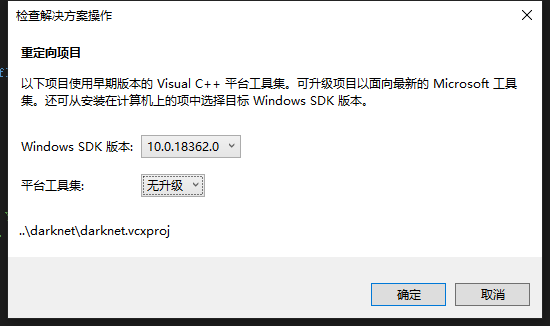 检查解决方案操作
重定向项目
以下项目使用早期版本的 Visual C++ 平台工具集。可升级项目以面向最新的 Microsoft 工具
集。还可从安装在计算机上的项中选择目标 Windows SDK 版本。
Windows SDK 版本: 10.0.18362.0
平台工具集: 无升级
..\darknet\darknet.vcxproj
确定 取消